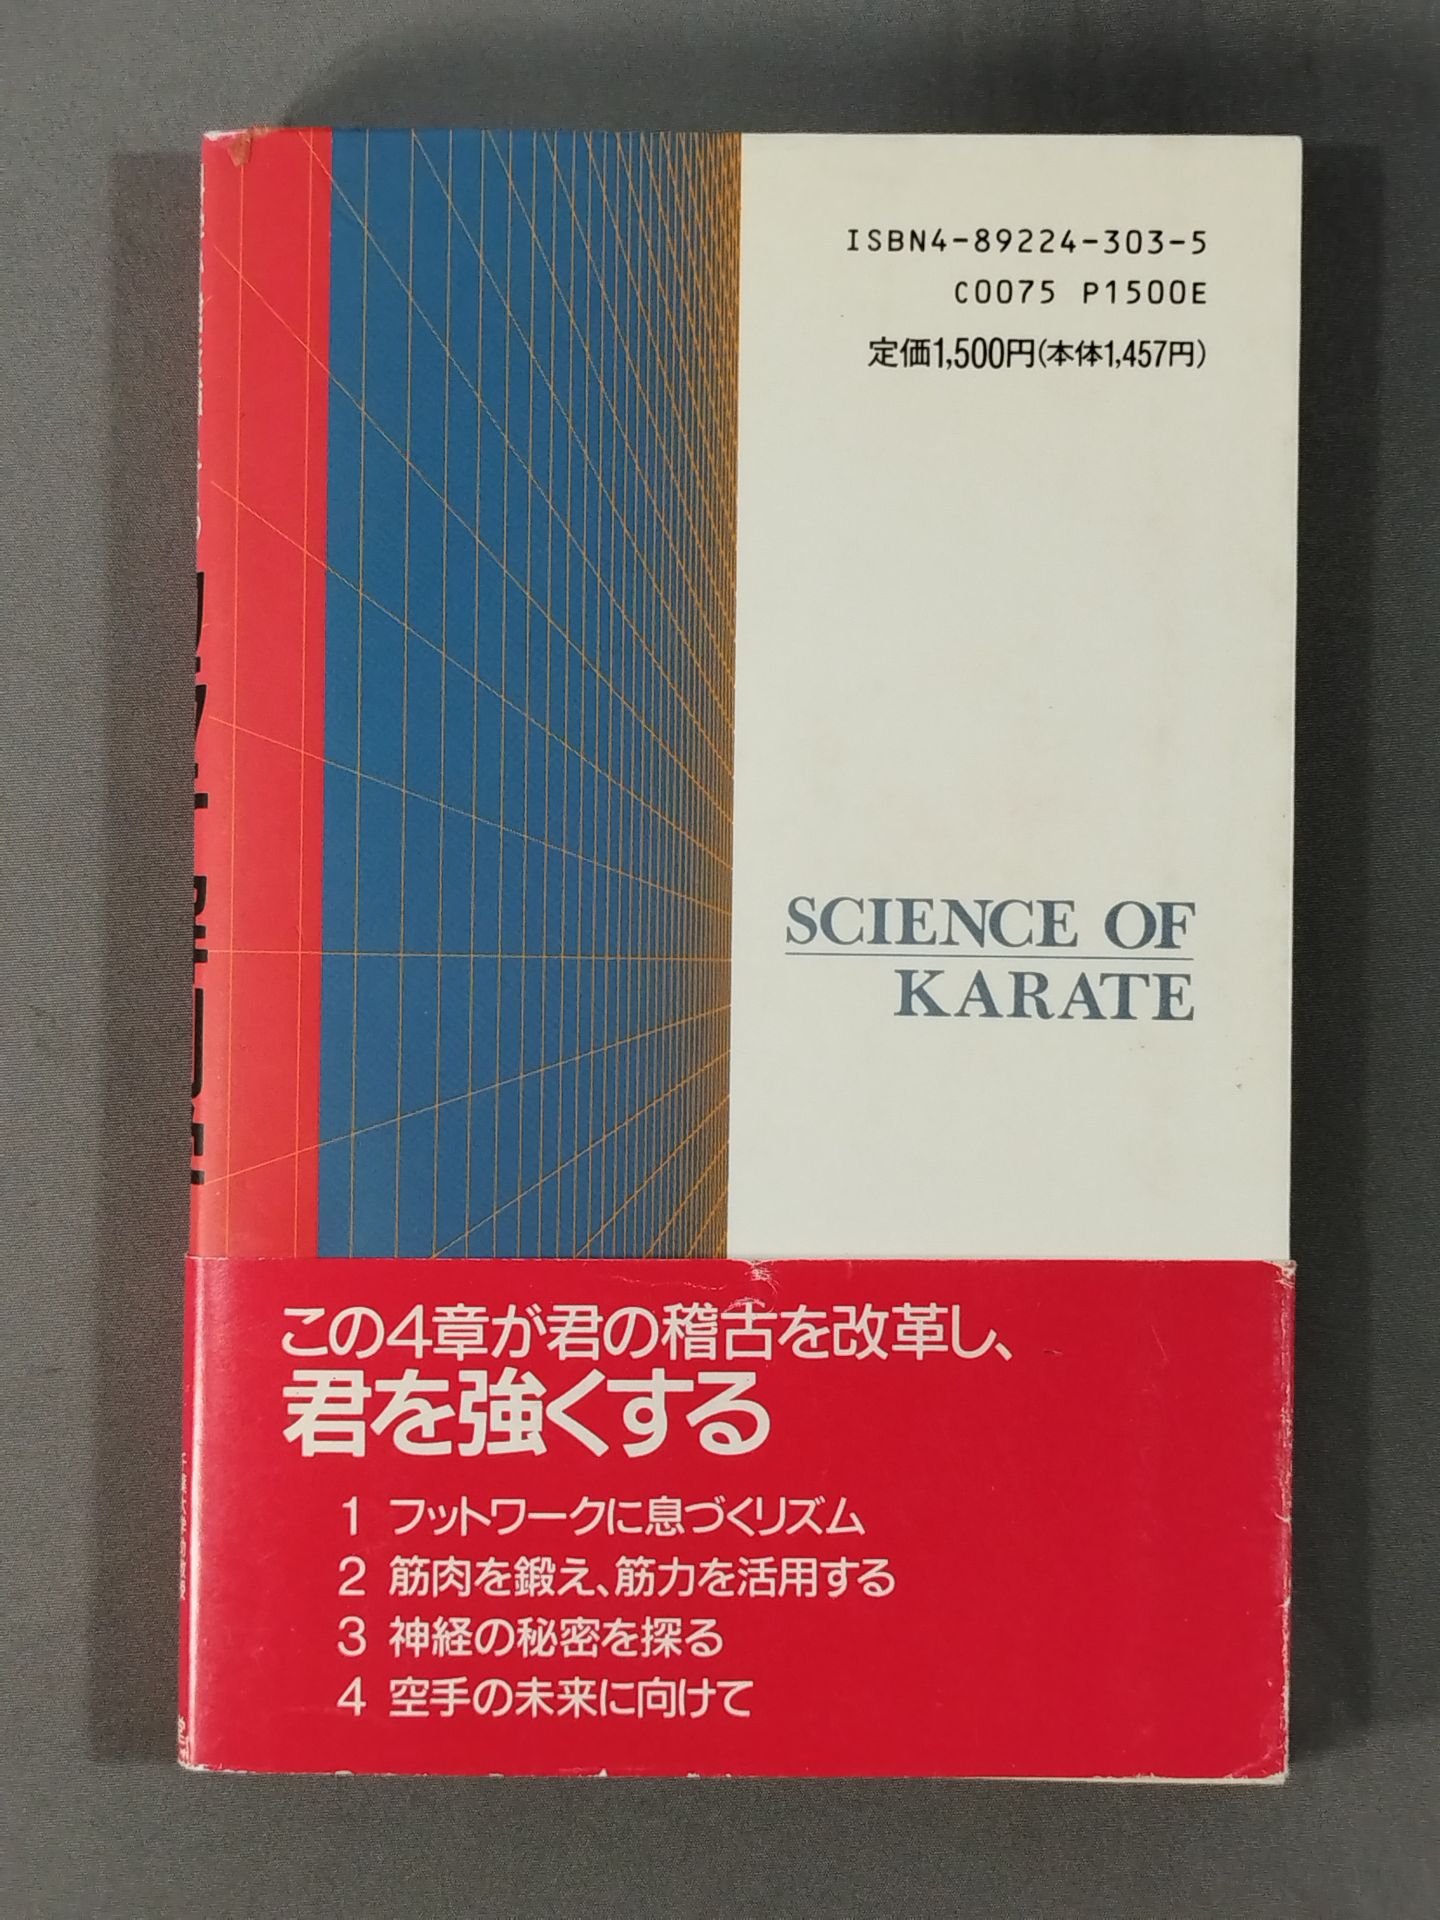 ISBN4-89224-303-5
C0075 P1500E
定価1,500円(本体1,457円)
SCIENCE OF
KARATE
この4章が君の稽古を改革し、
君を強くする
1 フットワークに息づくリズム
2 筋肉を鍛え、筋力を活用する
3 神経の秘密を探る
4 空手の未来に向けて